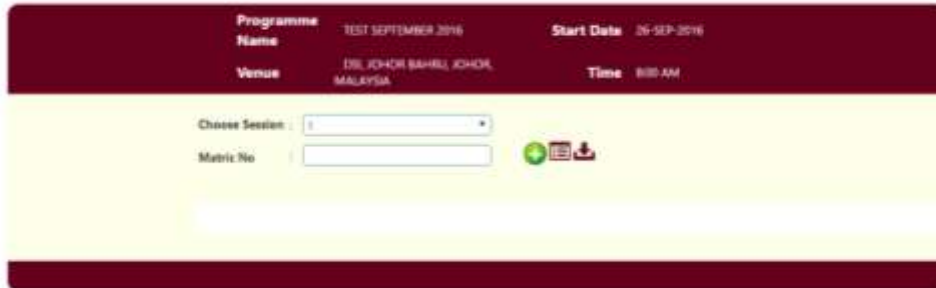 Programme Name
TEST SEPTEMBER 2016
Start Date 26-SEP-2016
Venue
DSI, JOHOR BAHRU, JOHOR, MALAYSIA
Time 8:00 AM
Choose Session :
Matric No :